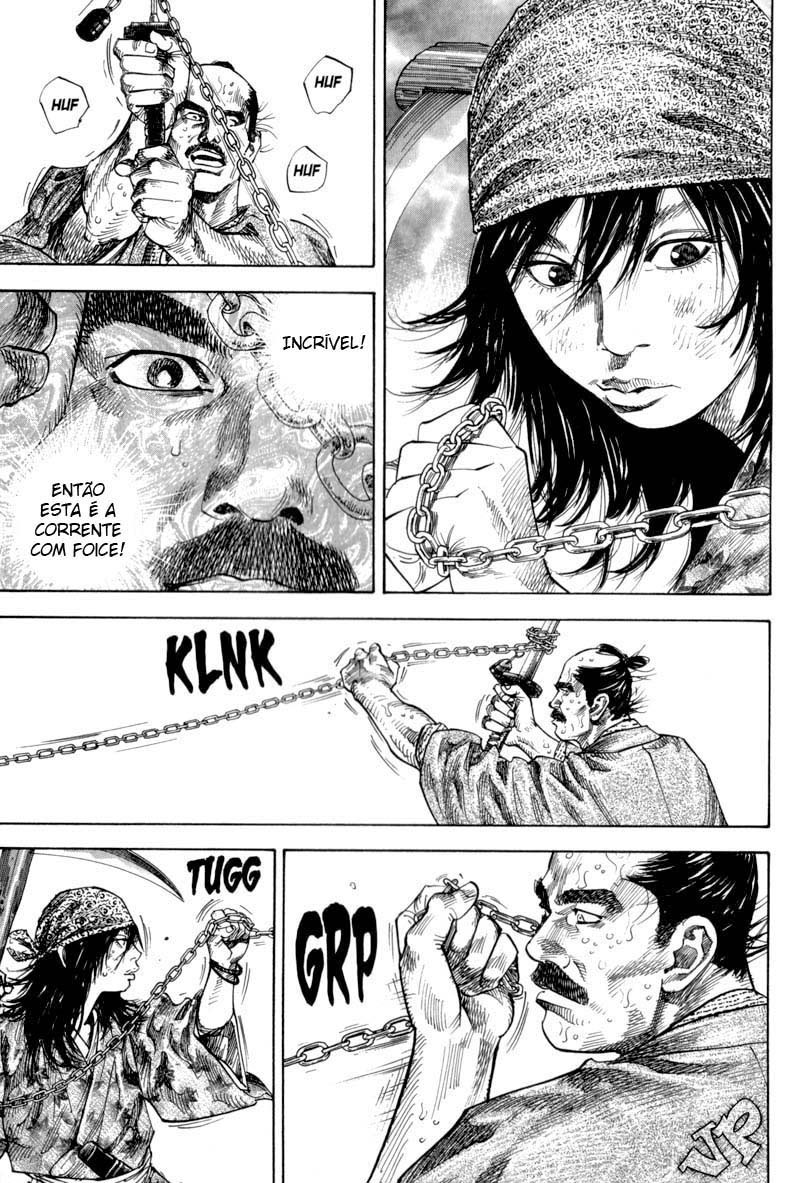 HUF
HUF
HUF
INCRÍVEL!
ENTÃO
ESTA É A
CORRENTE
COM FOICE!
KLNK
TUGG
GRP
VP